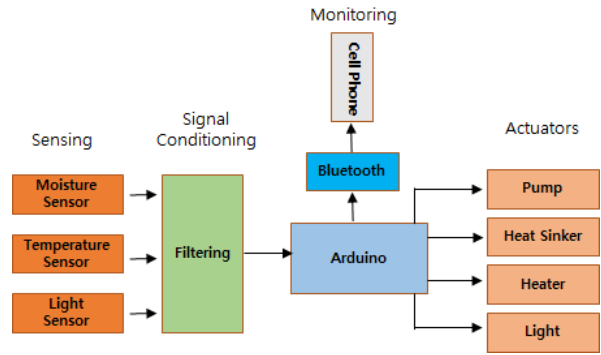 Monitoring
Cell Phone
Signal
Conditioning
Sensing
Actuators
Moisture
Sensor
Temperature
Sensor
Light
Sensor
Filtering
Bluetooth
Arduino
Pump
Heat Sinker
Heater
Light